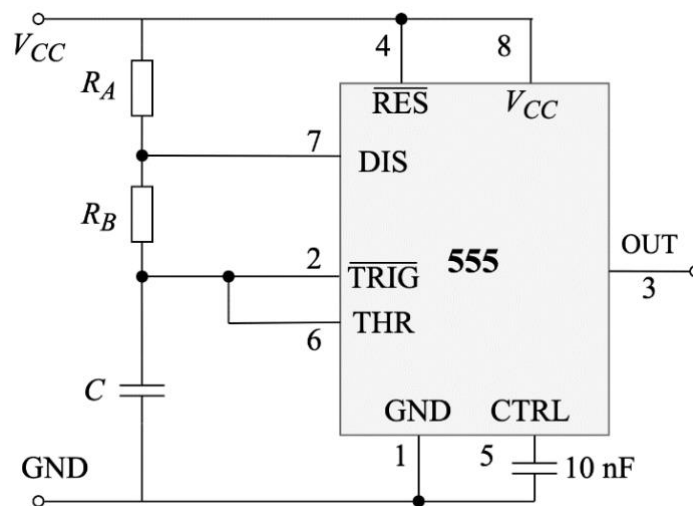 V_CC
4
8
R_A
RES
V_CC
7
DIS
R_B
555
OUT
2
TRIG
3
6
THR
C
GND
CTRL
GND
1
5
10 nF